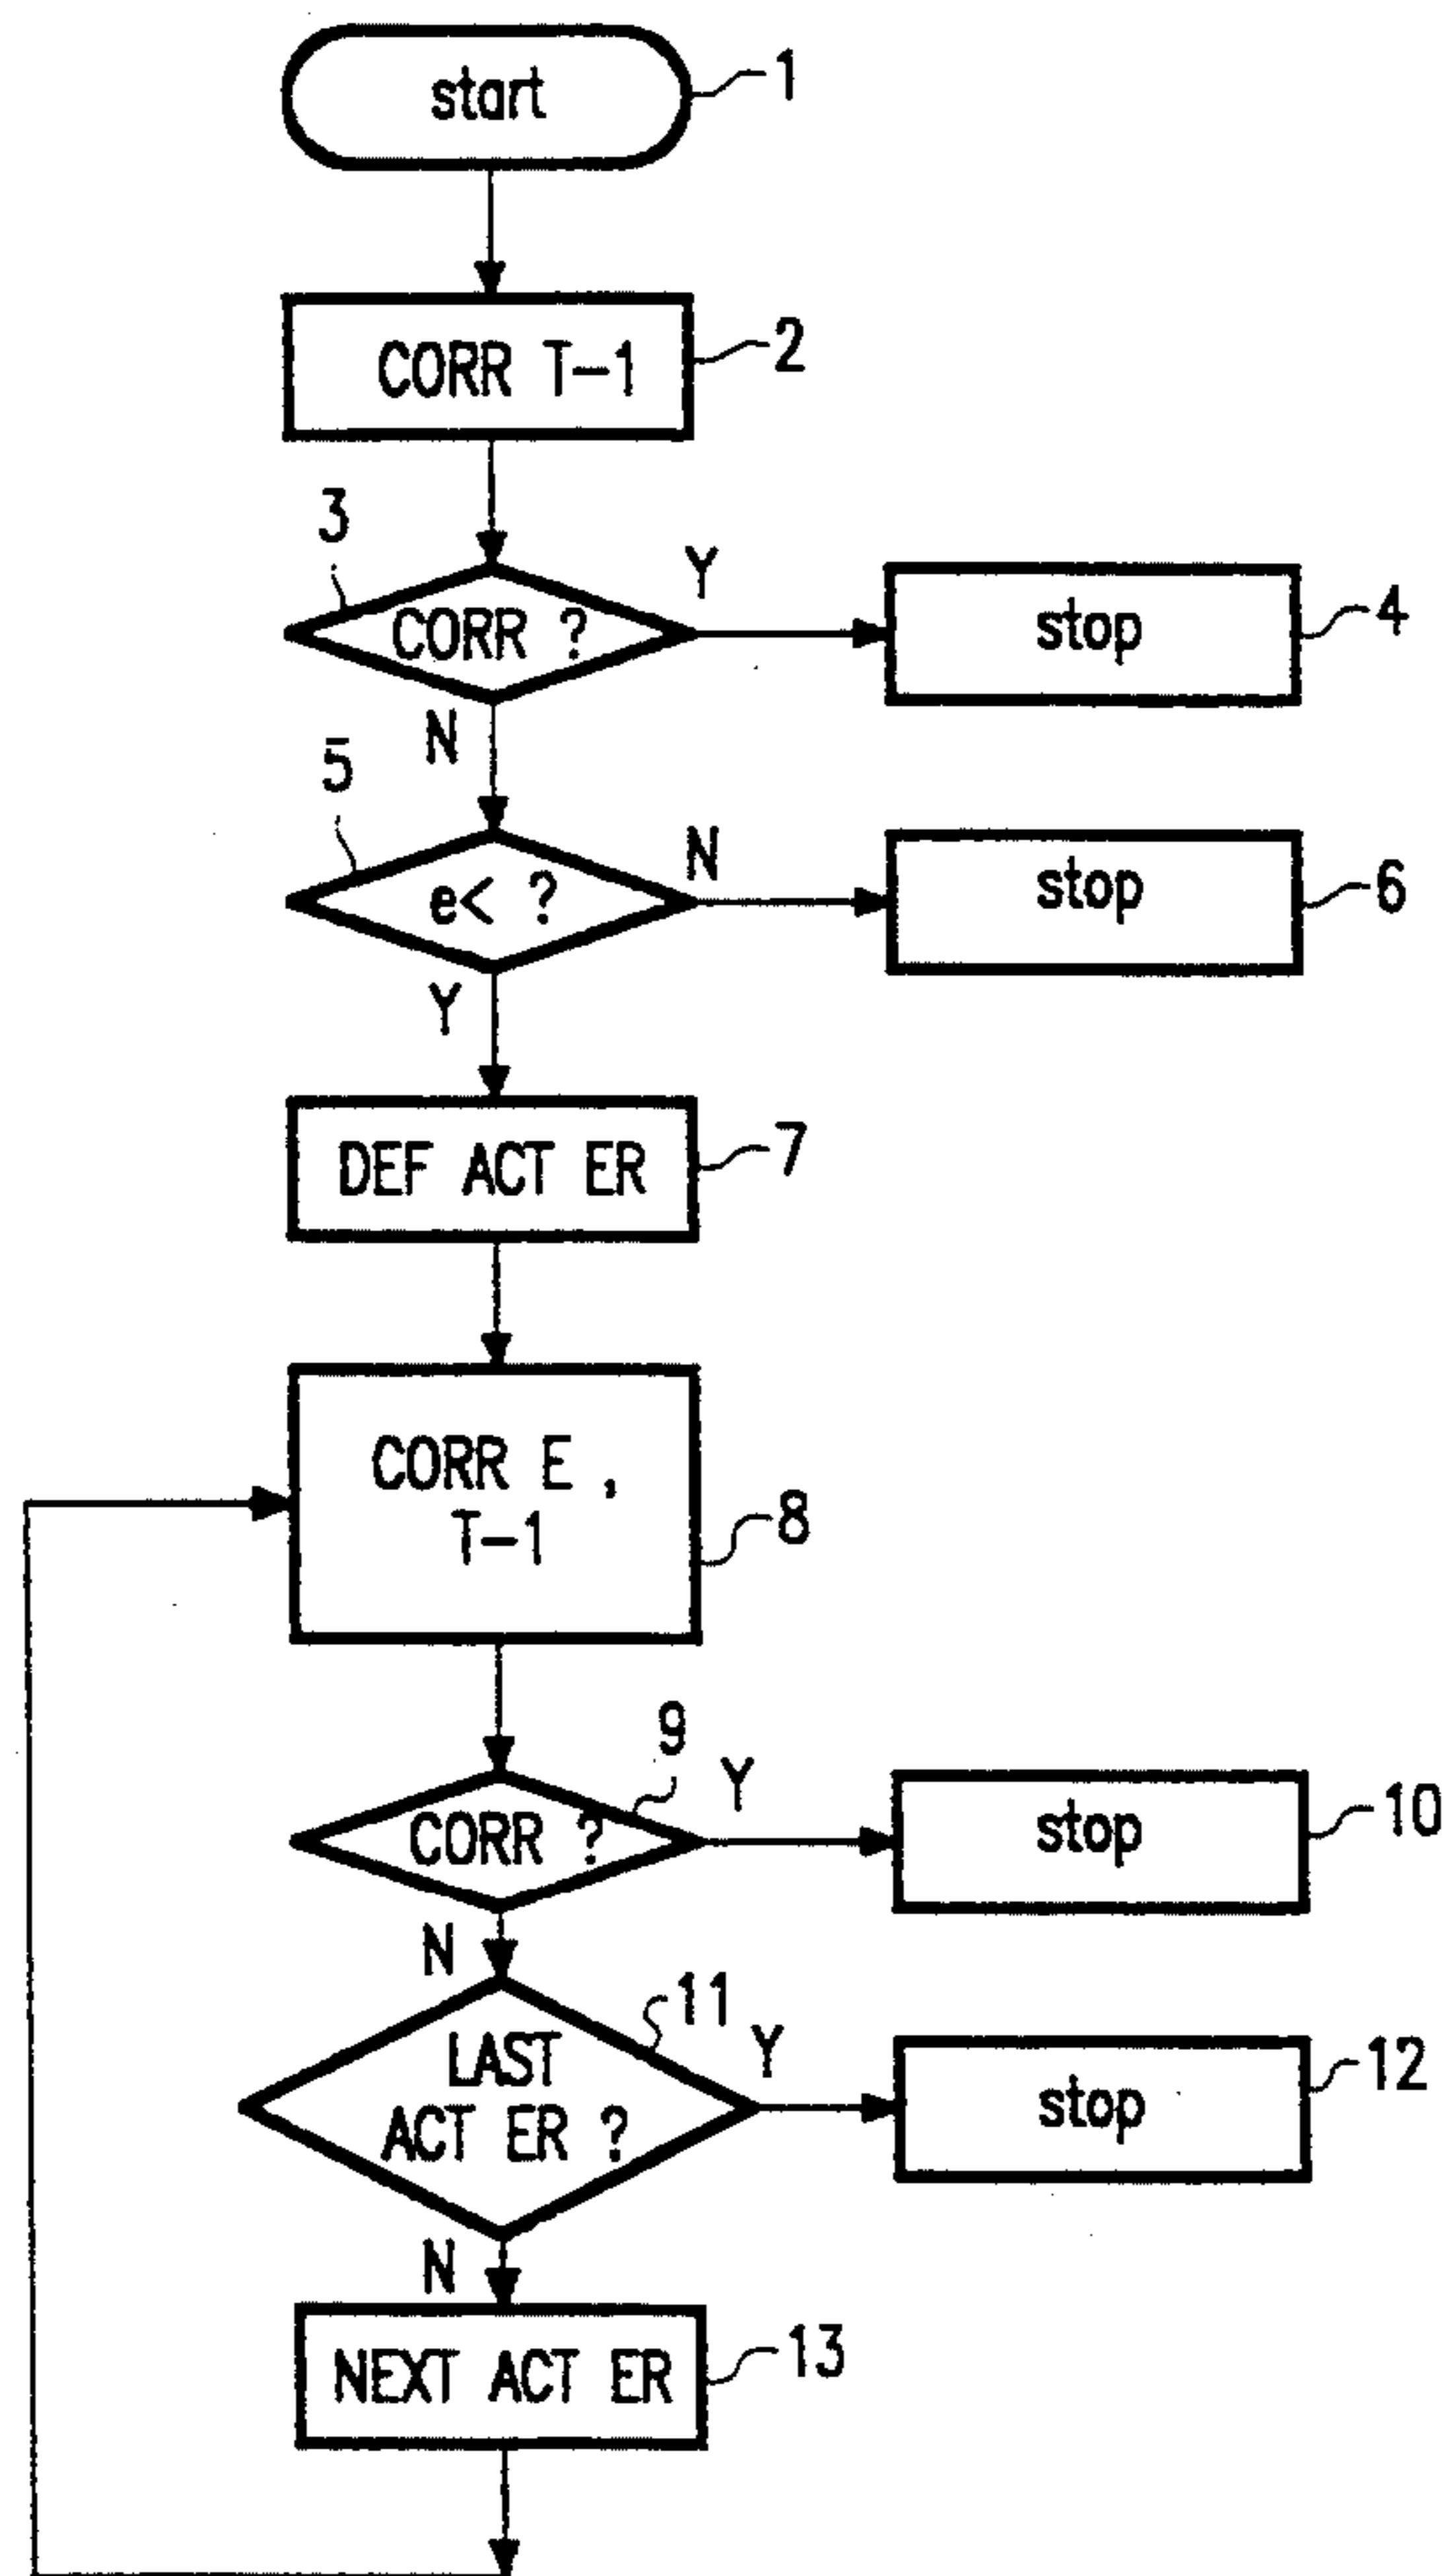 start
1
CORR T-1
2
3
CORR ?
Y
stop
4
N
5
e< ?
N
stop
6
Y
DEF ACT ER
7
CORR E ,
T-1
8
9
CORR ?
Y
stop
10
N
11
LAST
ACT ER ?
Y
stop
12
N
NEXT ACT ER
13